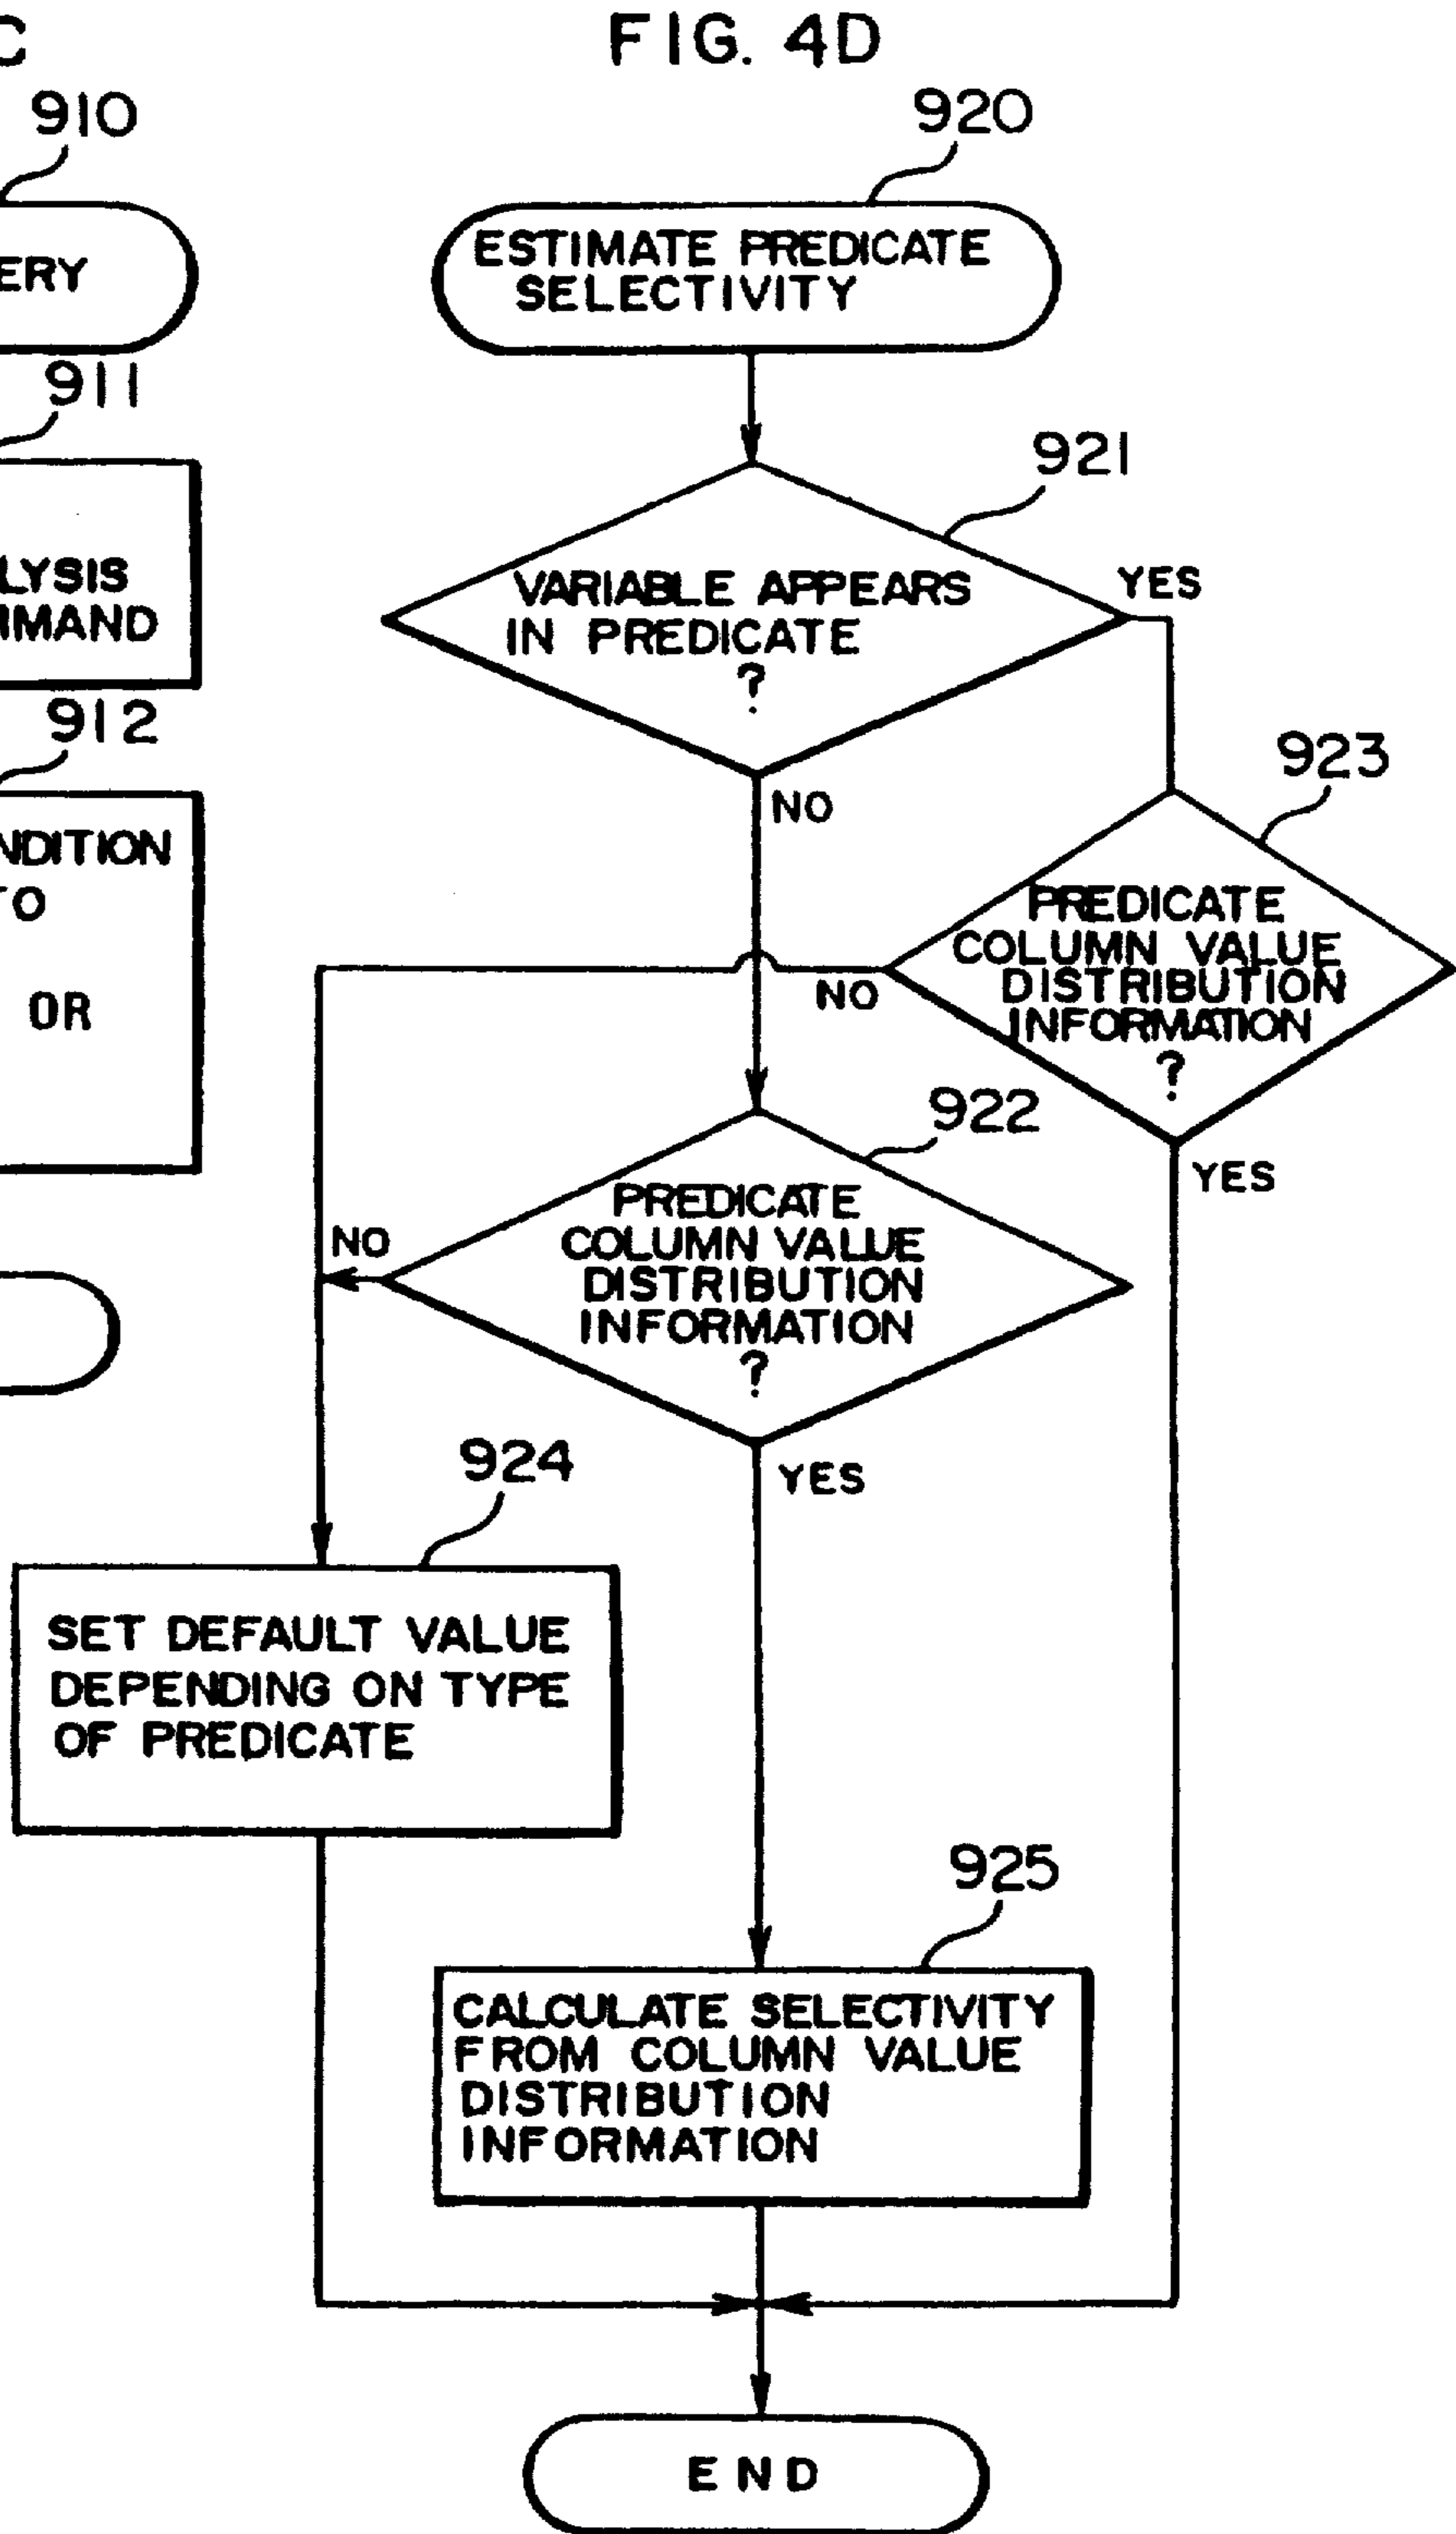 C
FIG. 4D
910
ERY
911
LYSIS
MMAND
912
NDITION
TO
OR
920
ESTIMATE PREDICATE
SELECTIVITY
921
VARIABLE APPEARS
IN PREDICATE
?
YES
NO
923
PREDICATE
COLUMN VALUE
DISTRIBUTION
INFORMATION
?
NO
YES
922
PREDICATE
COLUMN VALUE
DISTRIBUTION
INFORMATION
?
NO
YES
924
SET DEFAULT VALUE
DEPENDING ON TYPE
OF PREDICATE
925
CALCULATE SELECTIVITY
FROM COLUMN VALUE
DISTRIBUTION
INFORMATION
END